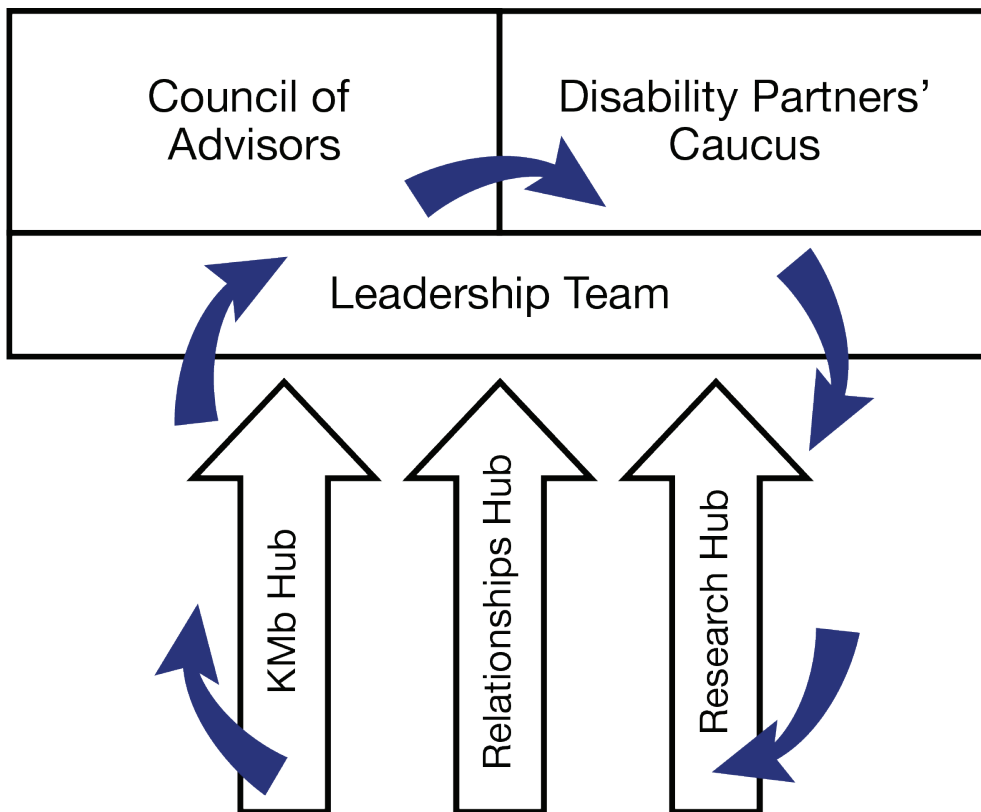 Council of
Advisors
Disability Partners’
Caucus
Leadership Team
KMb Hub
Relationships Hub
Research Hub